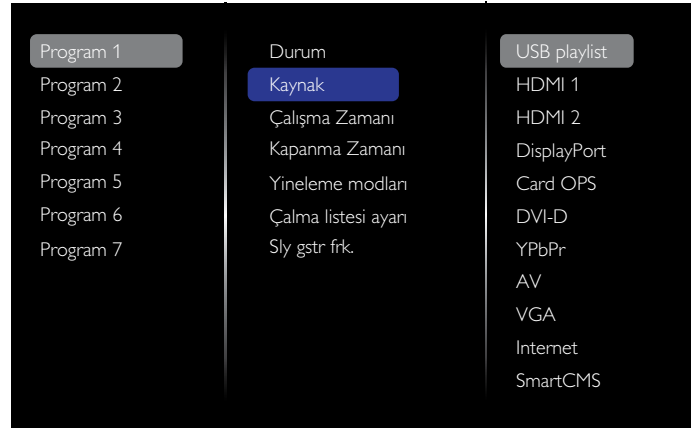 Program 1
Program 2
Program 3
Program 4
Program 5
Program 6
Program 7
Durum
Kaynak
Çalışma Zamanı
Kapanma Zamanı
Yineleme modları
Çalma listesi ayarı
Sly gstr frk.
USB playlist
HDMI 1
HDMI 2
DisplayPort
Card OPS
DVI-D
YPbPr
AV
VGA
Internet
SmartCMS